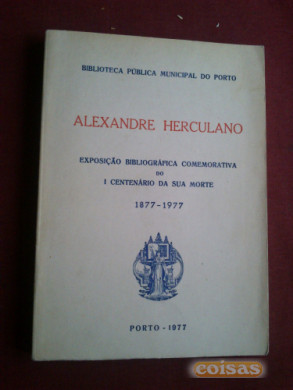 BIBLIOTECA PÚBLICA MUNICIPAL DO PORTO
ALEXANDRE HERCULANO
EXPOSIÇÃO BIBLIOGRÁFICA COMEMORATIVA
DO
I CENTENÁRIO DA SUA MORTE
1877-1977
PORTO - 1977
coisas